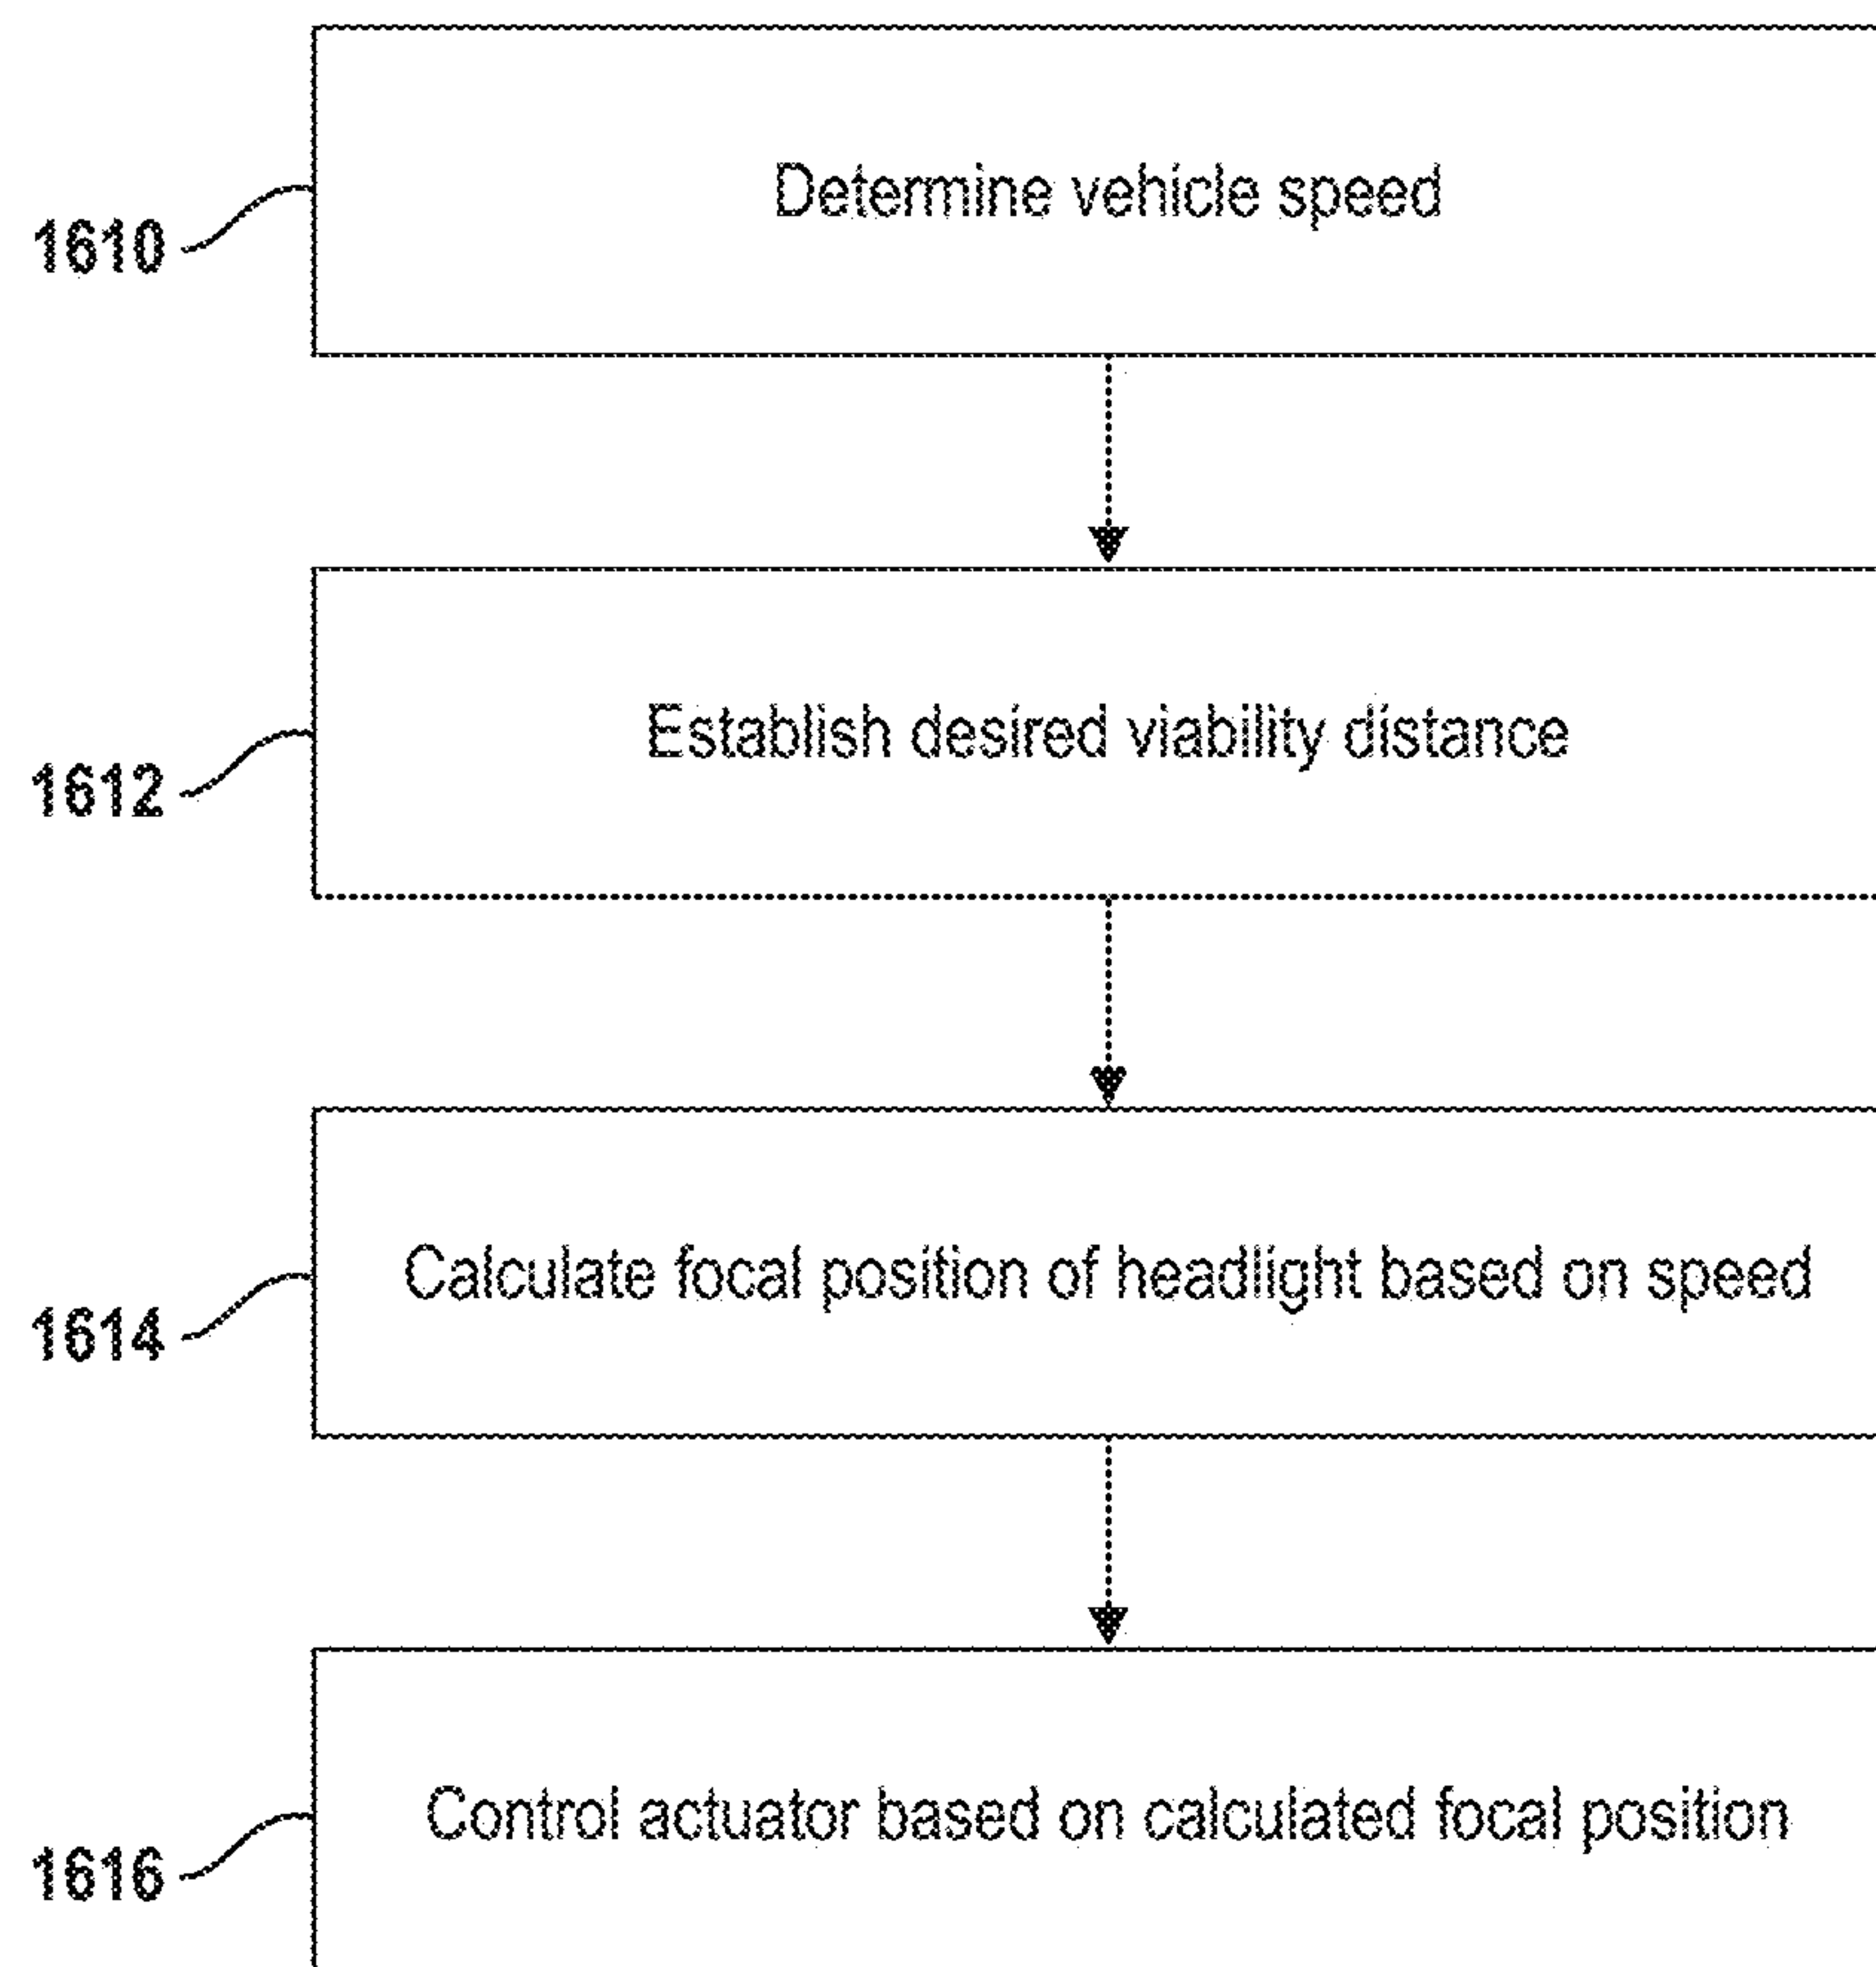 Determine vehicle speed
1610
Establish desired viability distance
1612
Calculate focal position of headlight based on speed
1614
Control actuator based on calculated focal position
1616